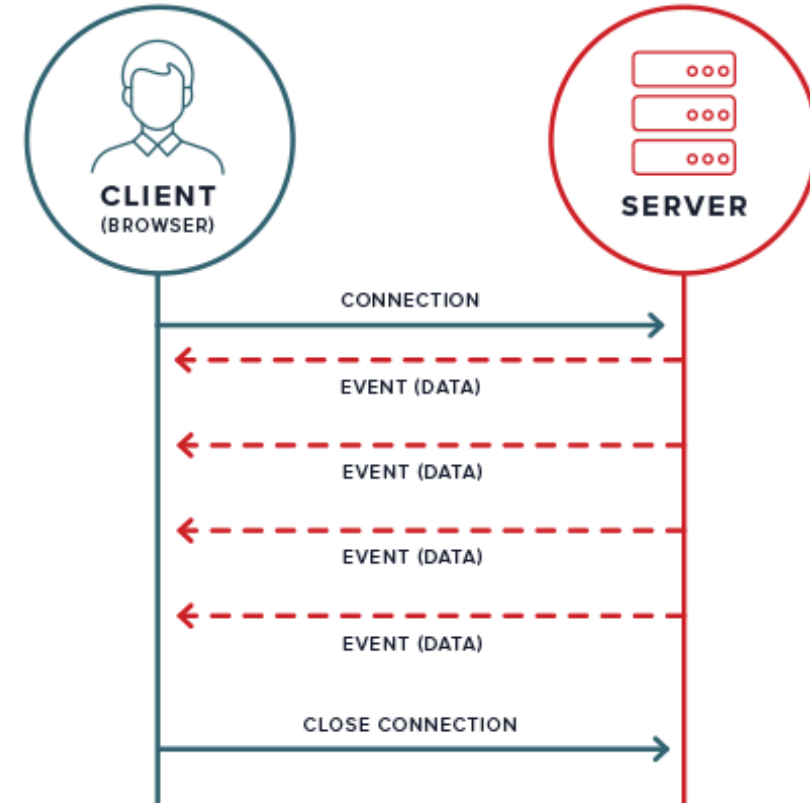 CLIENT
(BROWSER)
SERVER
CONNECTION
EVENT (DATA)
EVENT (DATA)
EVENT (DATA)
EVENT (DATA)
CLOSE CONNECTION